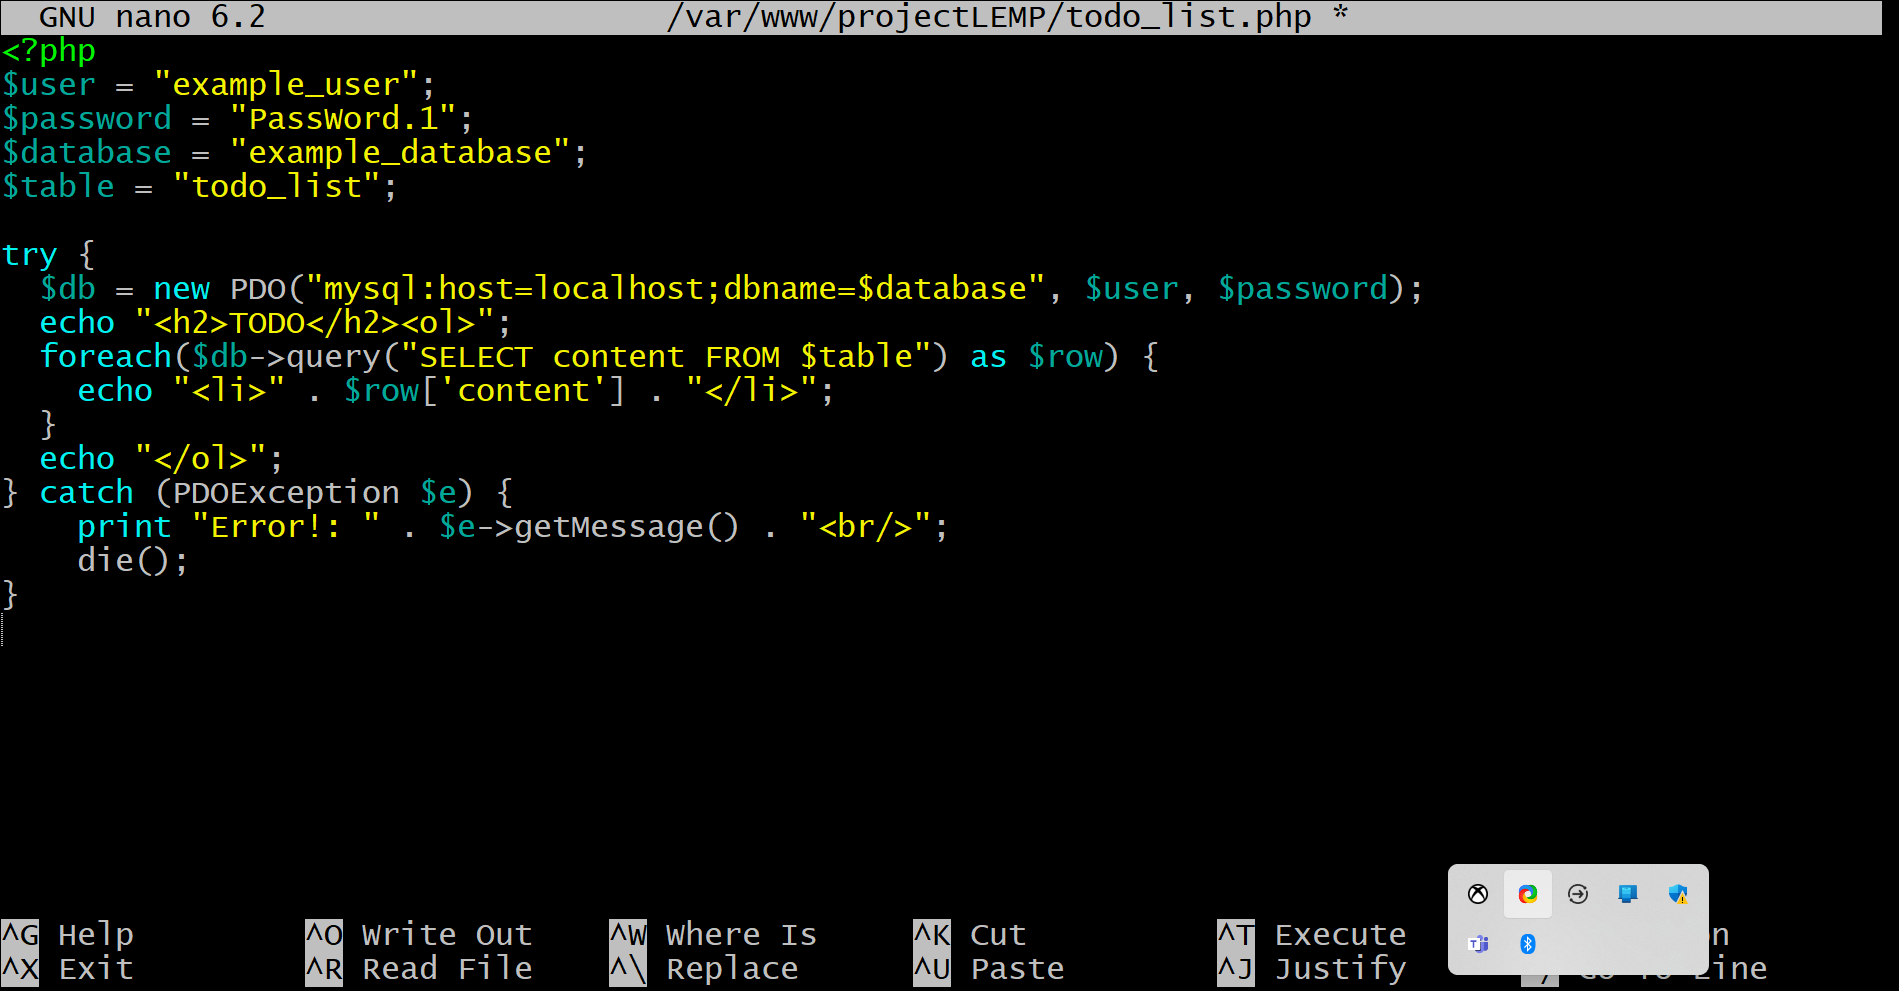 GNU nano 6.2 /var/www/projectLEMP/todo_list.php *
<?php
$user = "example_user";
$password = "PassWord.1";
$database = "example_database";
$table = "todo_list";

try {
  $db = new PDO("mysql:host=localhost;dbname=$database", $user, $password);
  echo "<h2>TODO</h2><ol>";
  foreach($db->query("SELECT content FROM $table") as $row) {
    echo "<li>" . $row['content'] . "</li>";
  }
  echo "</ol>";
} catch (PDOException $e) {
    print "Error!: " . $e->getMessage() . "<br/>";
    die();
}
^G Help ^O Write Out ^W Where Is ^K Cut ^T Execute
^X Exit ^R Read File ^\ Replace ^U Paste ^J Justify Line